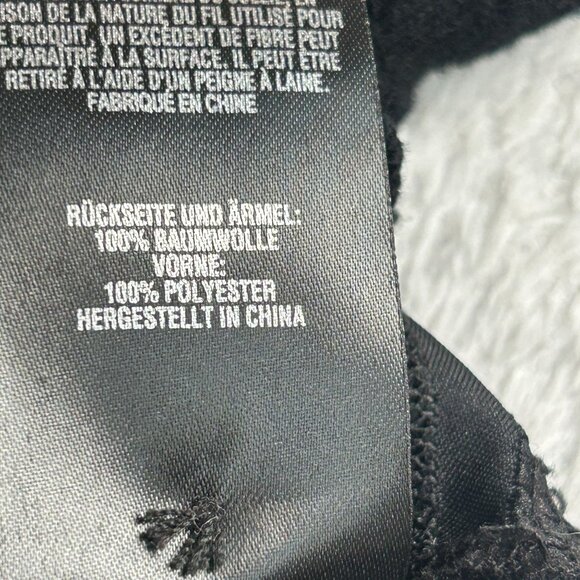 ISON DE LA NATURE DU FIL UTILISÉ POUR
PRODUIT, UN EXCÉDENT DE FIBRE PEUT
APPARAÎTRE À LA SURFACE. IL PEUT ÊTRE
RETIRÉ À L'AIDE D'UN PEIGNE À LAINE.
FABRIQUÉ EN CHINE
RÜCKSEITE UND ÄRMEL:
100% BAUMWOLLE
VORNE:
100% POLYESTER
HERGESTELLT IN CHINA